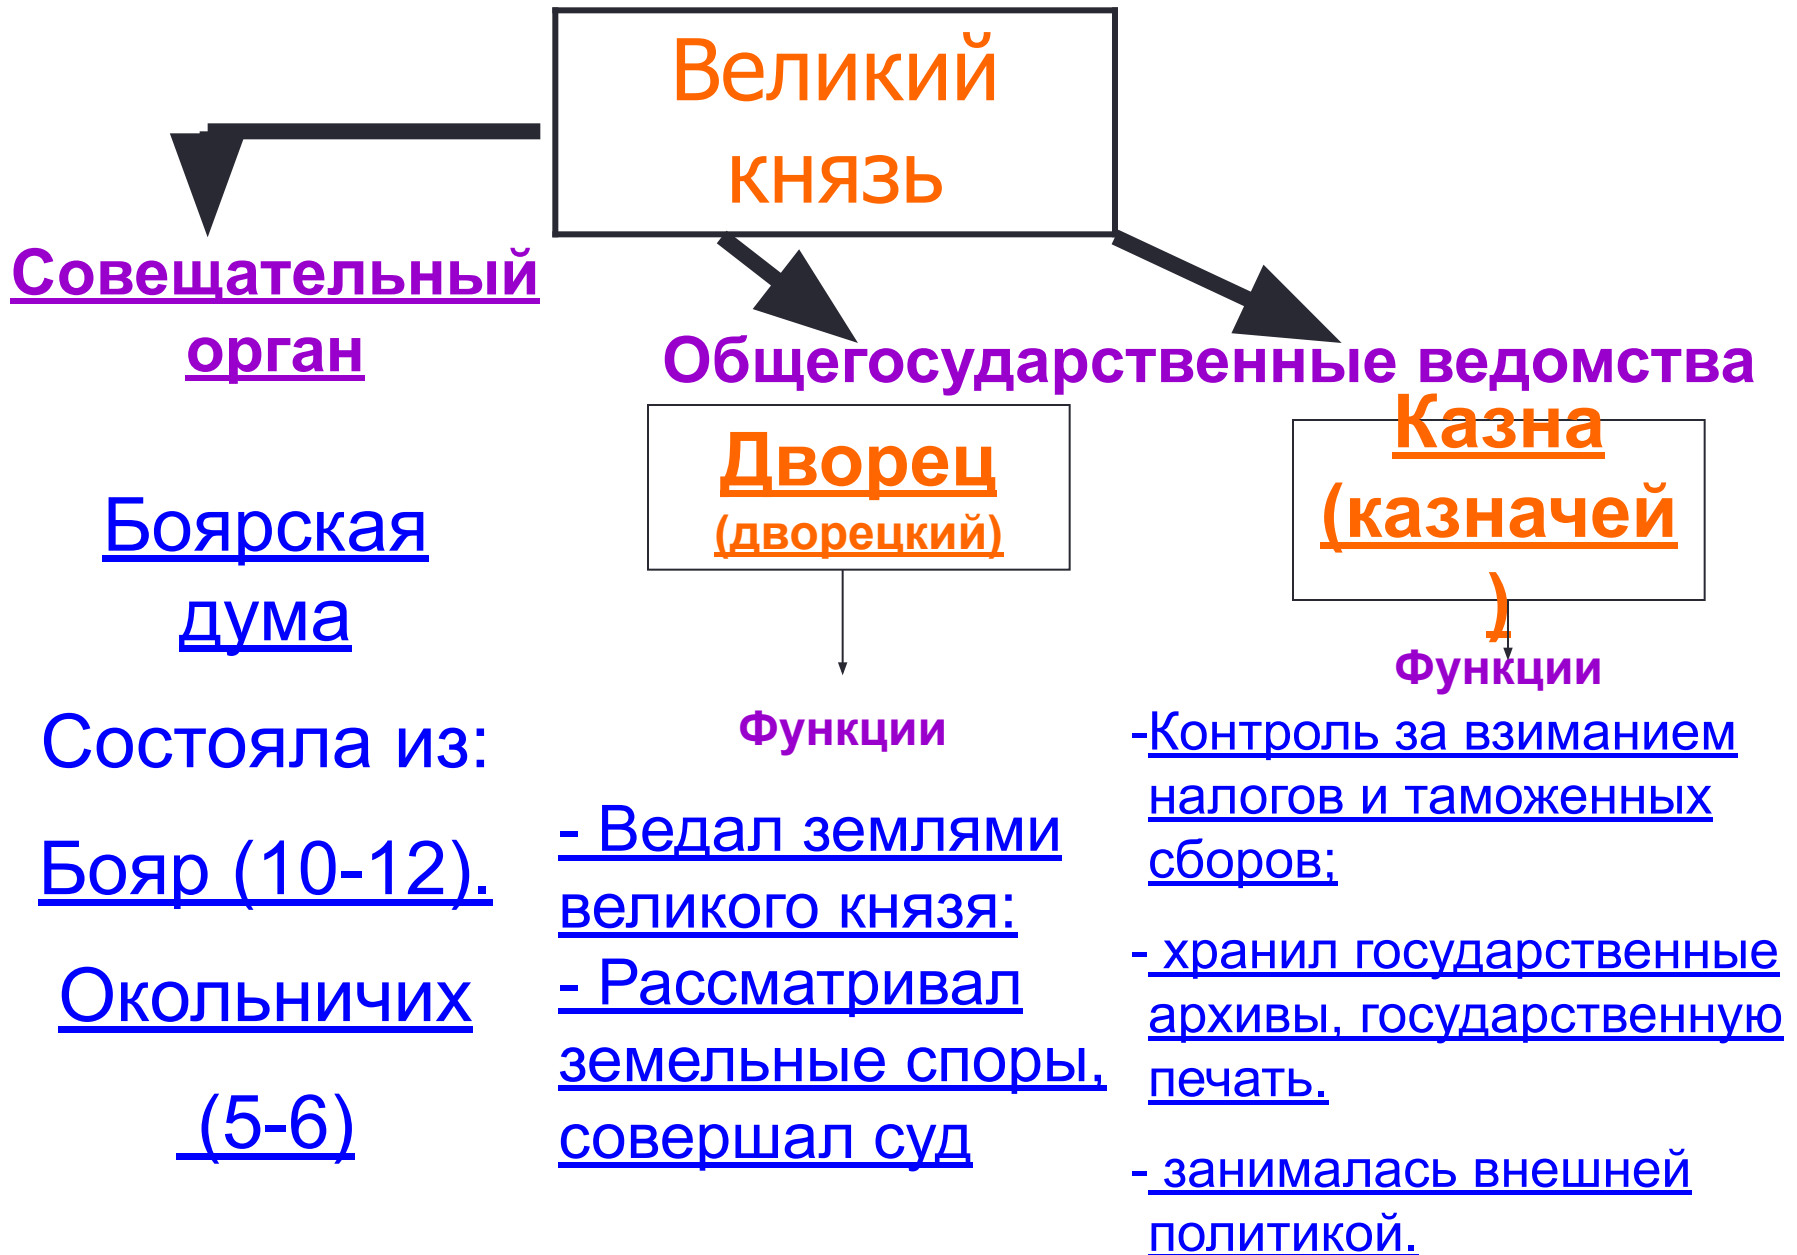 Великий
князь
Совещательный
орган
Боярская
дума
Состояла из:
Бояр (10-12).
Окольничих
(5-6)
Общегосударственные ведомства
Дворец
(дворецкий)
Функции
- Ведал землями
великого князя:
- Рассматривал
земельные споры,
совершал суд
Казна
(казначей
)
Функции
-Контроль за взиманием
налогов и таможенных
сборов;
- хранил государственные
архивы, государственную
печать.
- занималась внешней
политикой.